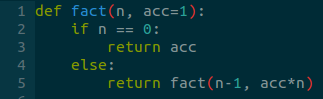 1 def fact(n, acc=1):
2     if n == 0:
3         return acc
4     else:
5         return fact(n-1, acc*n)